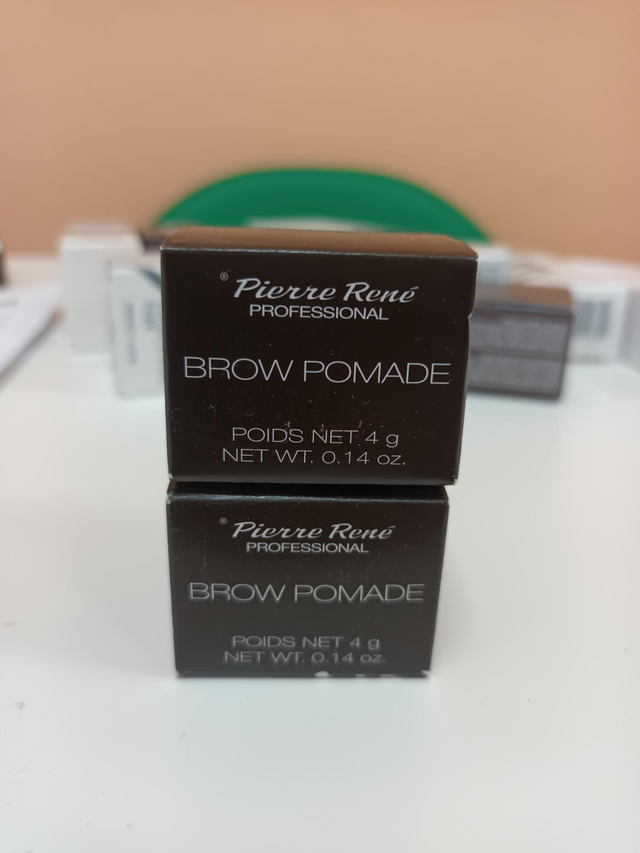 ® Pierre René
PROFESSIONAL
BROW POMADE
POIDS NET 4 g
NET WT. 0.14 oz.
® Pierre René
PROFESSIONAL
BROW POMADE
POIDS NET 4 g
NET WT. 0.14 oz.